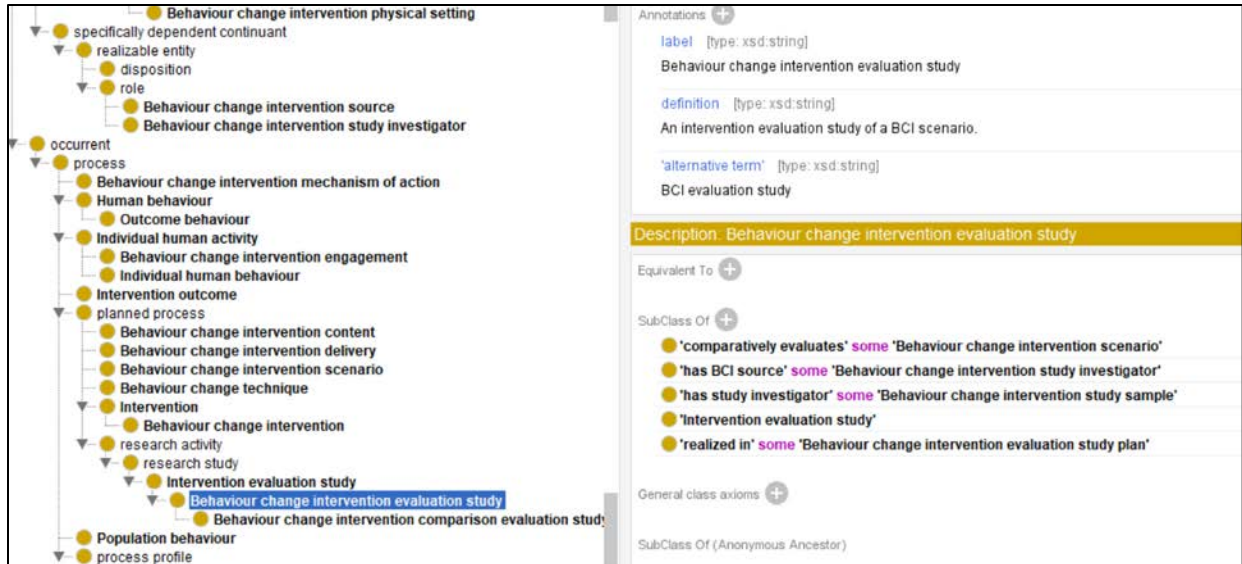 Behaviour change intervention physical setting
specifically dependent continuant
realizable entity
disposition
role
Behaviour change intervention source
Behaviour change intervention study investigator
occurrent
process
Behaviour change intervention mechanism of action
Human behaviour
Outcome behaviour
Individual human activity
Behaviour change intervention engagement
Individual human behaviour
Intervention outcome
planned process
Behaviour change intervention content
Behaviour change intervention delivery
Behaviour change intervention scenario
Behaviour change technique
Intervention
Behaviour change intervention
research activity
research study
Intervention evaluation study
Behaviour change intervention evaluation study
Behaviour change intervention comparison evaluation study
Population behaviour
process profile
Annotations
label [type: xsd:string]
Behaviour change intervention evaluation study
definition [type: xsd:string]
An intervention evaluation study of a BCI scenario.
'alternative term' [type: xsd:string]
BCI evaluation study
Description: Behaviour change intervention evaluation study
Equivalent To
SubClass Of
'comparatively evaluates' some 'Behaviour change intervention scenario'
'has BCI source' some 'Behaviour change intervention study investigator'
'has study investigator' some 'Behaviour change intervention study sample'
'Intervention evaluation study'
'realized in' some 'Behaviour change intervention evaluation study plan'
General class axioms
SubClass Of (Anonymous Ancestor)